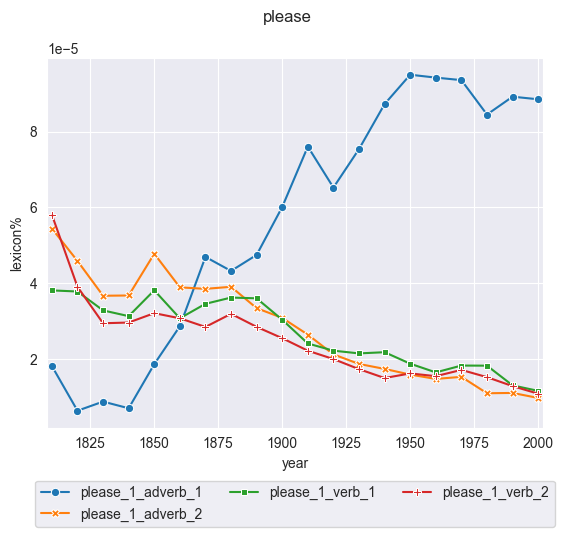 please
1e−5
8
6
4
2
lexicon%
1825 1850 1875 1900 1925 1950 1975 2000
year
please_1_adverb_1 please_1_verb_1 please_1_verb_2
please_1_adverb_2